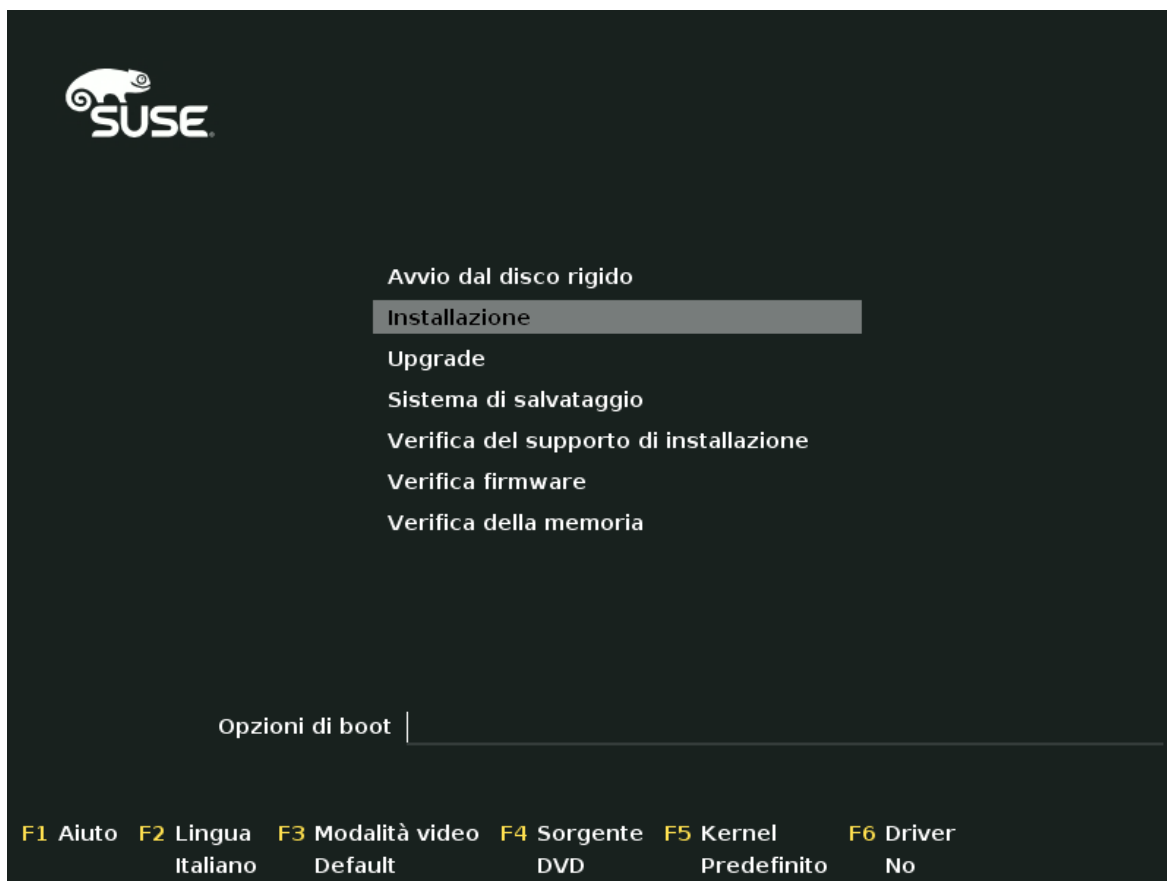 SUSE
Avvio dal disco rigido
Installazione
Upgrade
Sistema di salvataggio
Verifica del supporto di installazione
Verifica firmware
Verifica della memoria
Opzioni di boot
F1 Aiuto F2 Lingua F3 Modalità video F4 Sorgente F5 Kernel F6 Driver
Italiano Default DVD Predefinito No